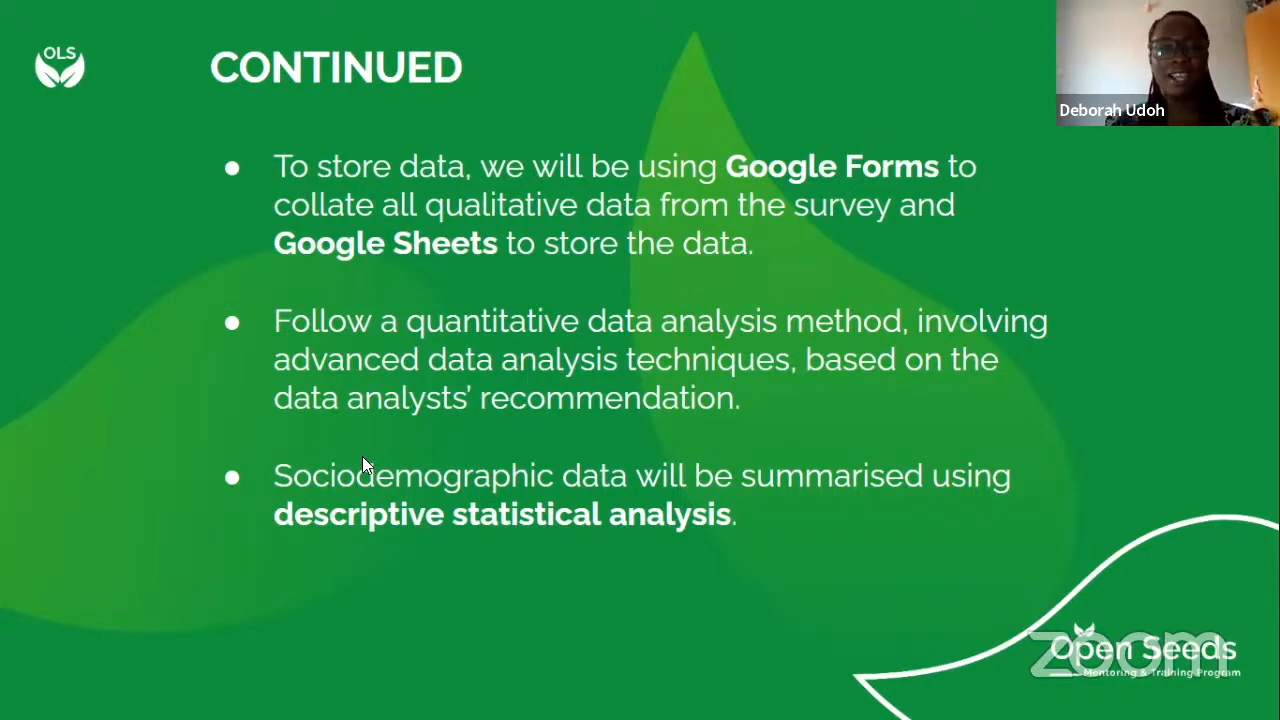 OLS
CONTINUED
Deborah Udoh
● To store data, we will be using Google Forms to
collate all qualitative data from the survey and
Google Sheets to store the data.
● Follow a quantitative data analysis method, involving
advanced data analysis techniques, based on the
data analysts’ recommendation.
● Sociodemographic data will be summarised using
descriptive statistical analysis.
Open Seeds
zoom
Mentoring & Training Program